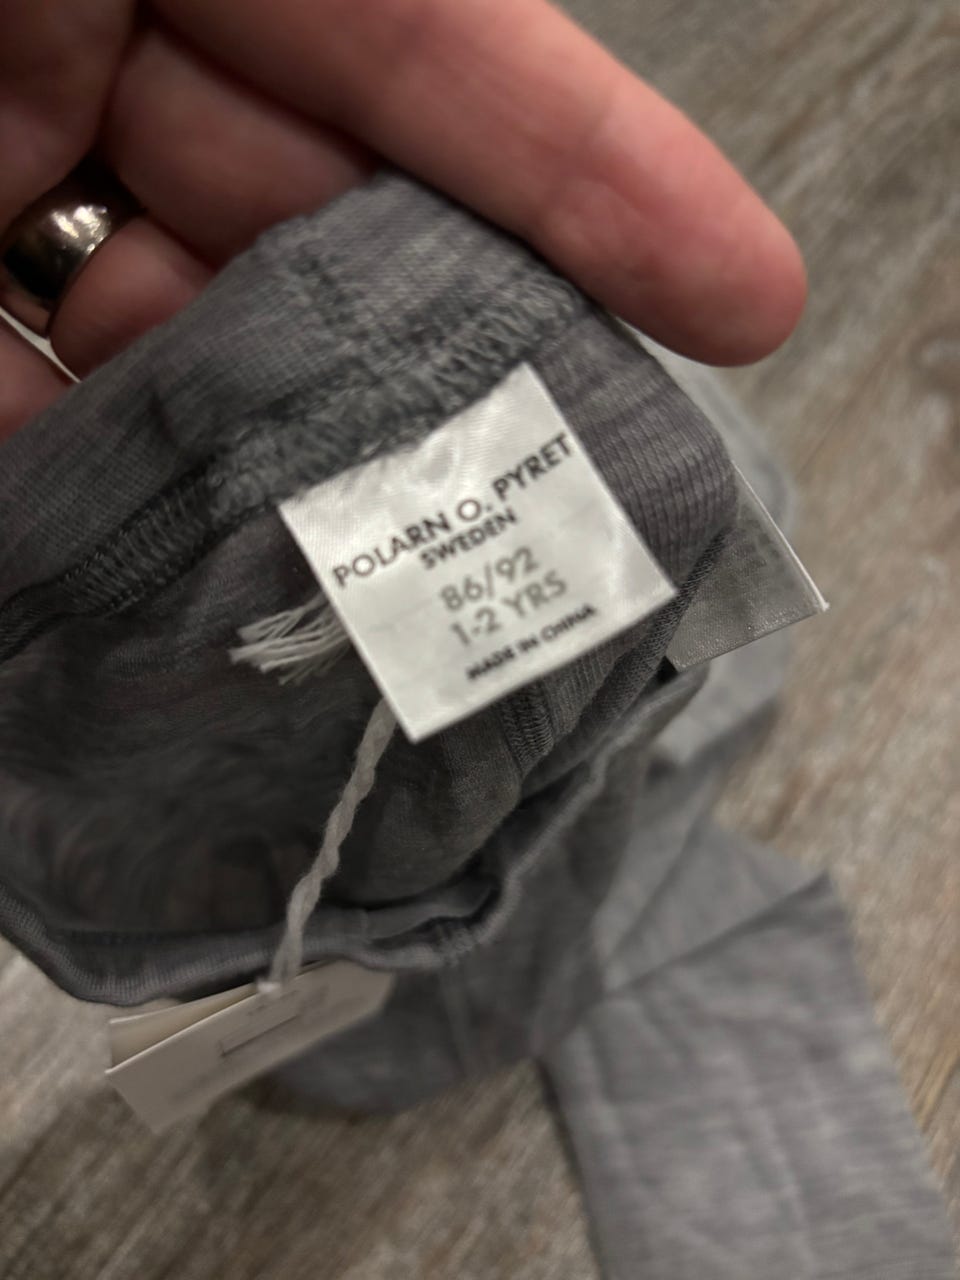 POLARN O. PYRET
SWEDEN
86/92
1-2 YRS
MADE IN CHINA